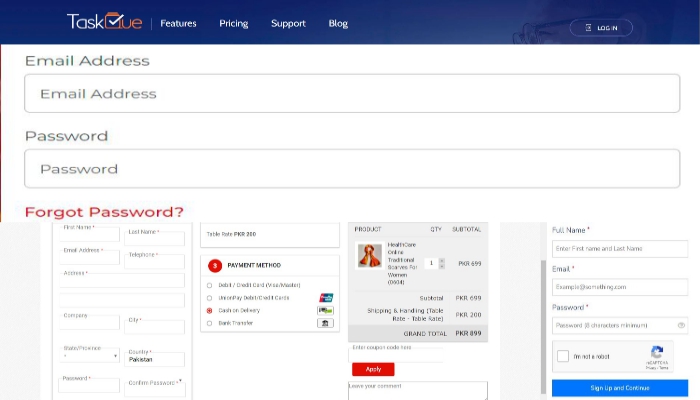 TaskQue
Features
Pricing
Support
Blog
LOG IN
Email Address
Email Address
Password
Password
Forgot Password?
First Name *
Last Name *
Email Address *
Telephone *
Address *
Company
City *
State/Province
*
Country *
Pakistan
Password *
Confirm Password *
Table Rate PKR 200
3 PAYMENT METHOD
Debit / Credit Card (Visa/Master)
UnionPay Debit/Credit Cards
Cash on Delivery
Bank Transfer
PRODUCT QTY SUBTOTAL
HealthCare
Online
Traditional
Scarves For
Women
(0604)
1
PKR 699
Subtotal PKR 699
Shipping & Handling (Table
Rate - Table Rate) PKR 200
GRAND TOTAL PKR 899
Enter coupon code here
Apply
Leave your comment
Full Name *
Enter First name and Last Name
Email *
Example@something.com
Password *
Password (8 characters minimum)
I'm not a robot
reCAPTCHA
Privacy - Terms
Sign Up and Continue